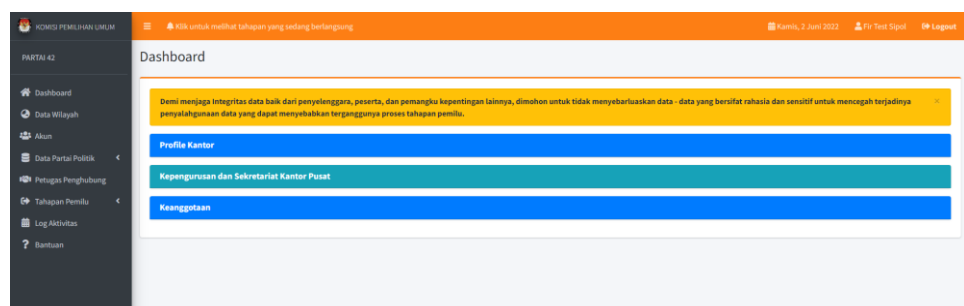 KOMISI PEMILIHAN UMUM
Klik untuk melihat tahapan yang sedang berlangsung
Kamis, 2 Juni 2022
Fir Test Sipol
Logout
PARTAI 42
Dashboard
Dashboard
Data Wilayah
Akun
Data Partai Politik
Petugas Penghubung
Tahapan Pemilu
Log Aktivitas
? Bantuan
Demi menjaga Integritas data baik dari penyelenggara, peserta, dan pemangku kepentingan lainnya, dimohon untuk tidak menyebarluaskan data - data yang bersifat rahasia dan sensitif untuk mencegah terjadinya
penyalahgunaan data yang dapat menyebabkan terganggunya proses tahapan pemilu.
×
Profile Kantor
Kepengurusan dan Sekretariat Kantor Pusat
Keanggotaan